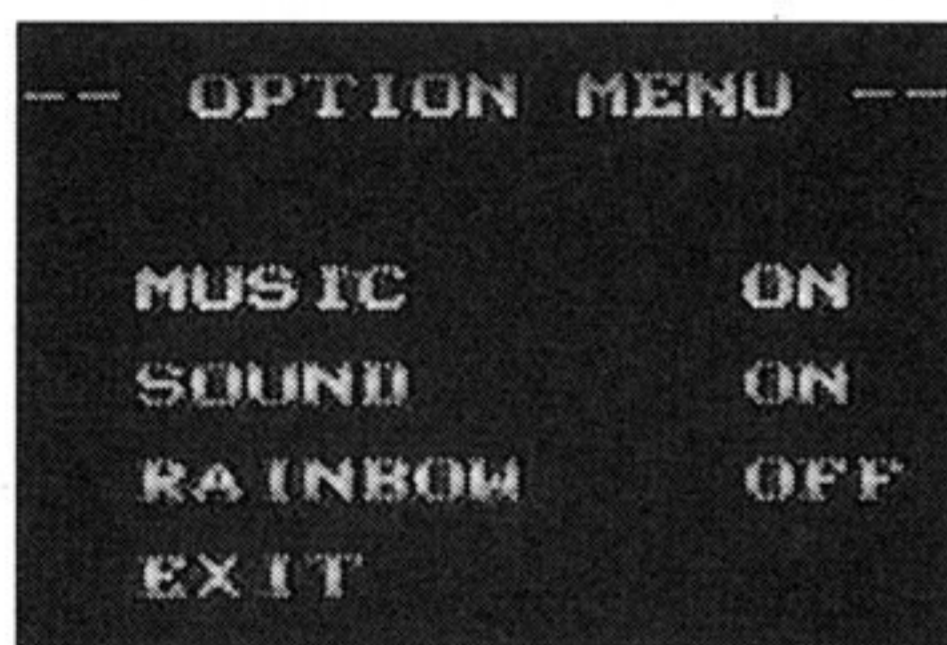 -- OPTION MENU --
MUSIC ON
SOUND ON
RAINBOW OFF
EXIT